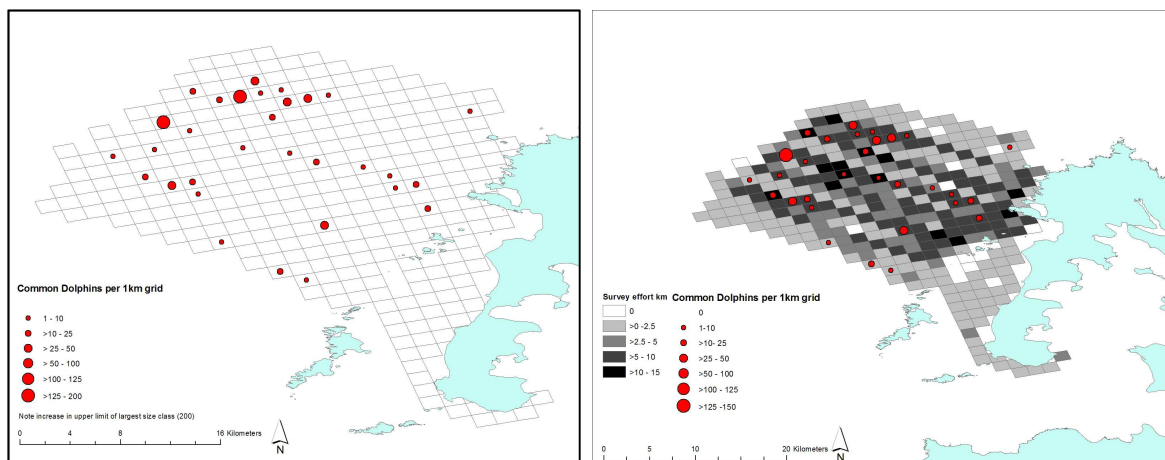 Common Dolphins per 1km grid
1 - 10
>10 - 25
> 25 - 50
> 50 - 100
>100 - 125
>125 - 200
Note increase in upper limit of largest size class (200)
0 4 8 16 Kilometers
N
Survey effort km
0
>0 -2.5
>2.5 - 5
>5 - 10
>10 - 15
Common Dolphins per 1km grid
0
1-10
>10- 25
>25 - 50
>50 - 100
>100 - 125
>125 -150
0 5 10 20 Kilometers
N